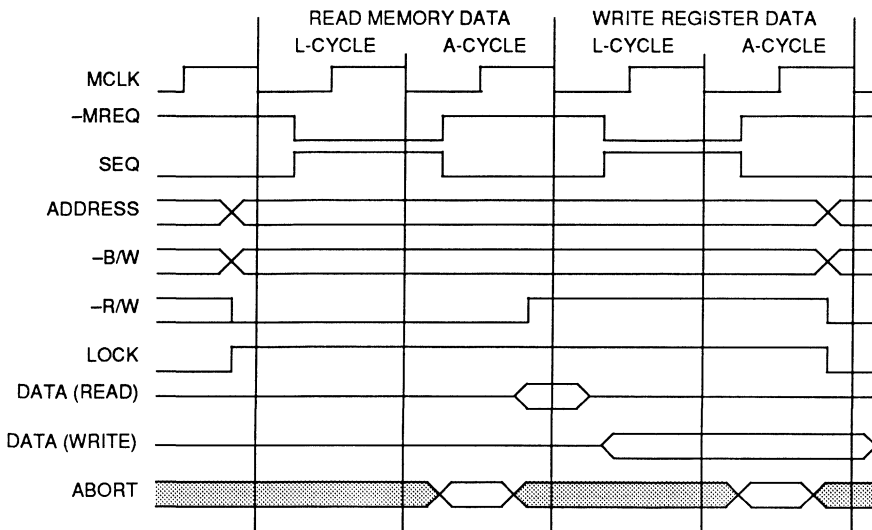 READ MEMORY DATA WRITE REGISTER DATA
L-CYCLE A-CYCLE L-CYCLE A-CYCLE
MCLK
–MREQ
SEQ
ADDRESS
–B/W
–R/W
LOCK
DATA (READ)
DATA (WRITE)
ABORT